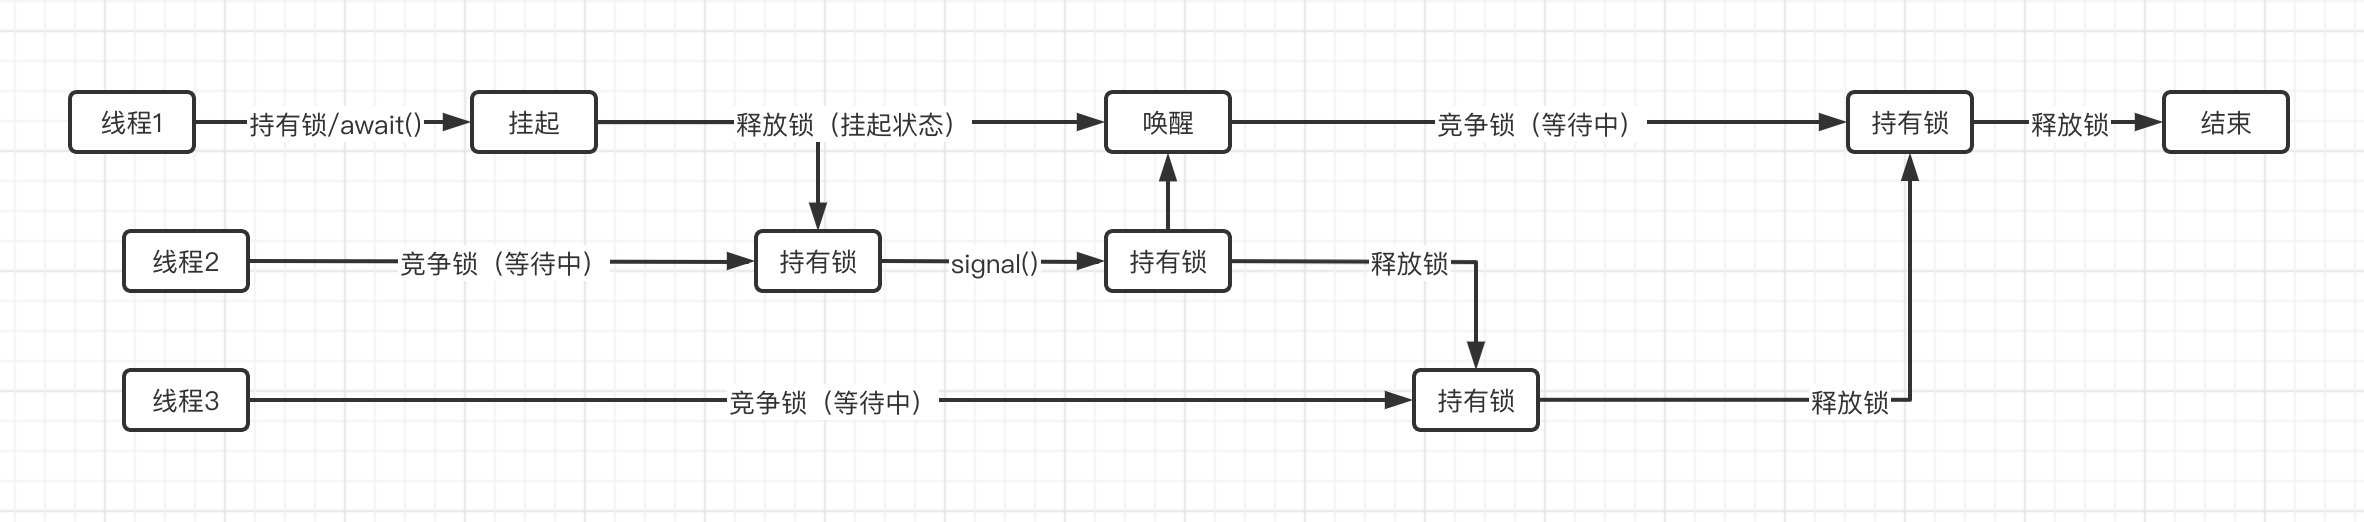 线程1
持有锁/await()
挂起
释放锁（挂起状态）
唤醒
竞争锁（等待中）
持有锁
释放锁
结束
线程2
竞争锁（等待中）
持有锁
signal()
持有锁
释放锁
线程3
竞争锁（等待中）
持有锁
释放锁